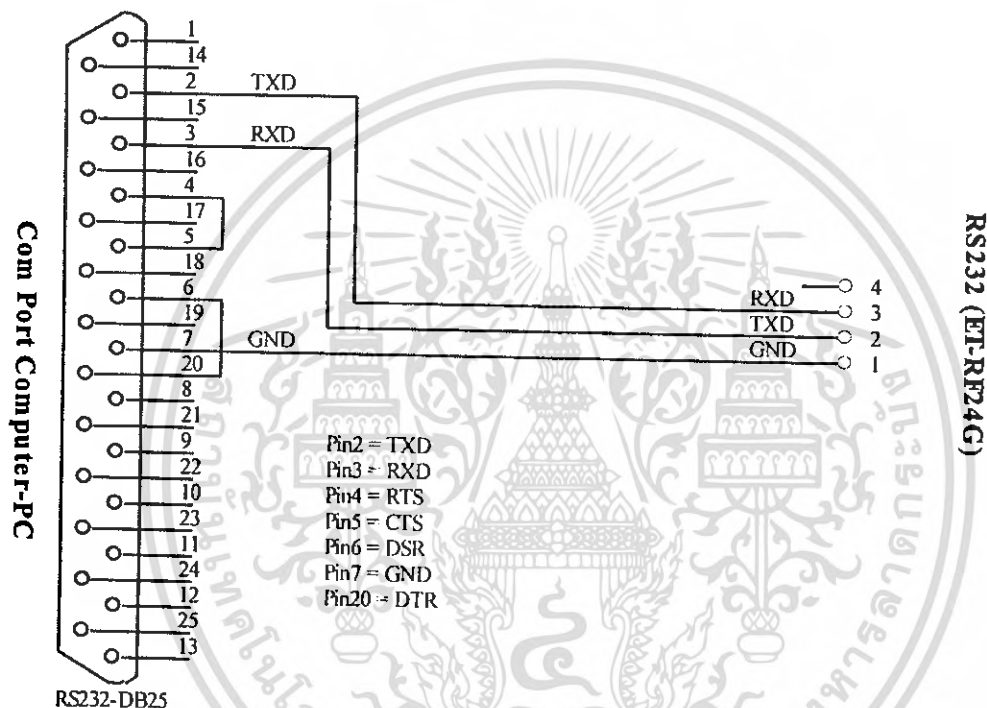 1
14
2
TXD
15
3
RXD
16
4
17
5
18
6
19
7
GND
20
8
21
9
22
10
23
11
24
12
25
13
RS232-DB25
Com Port Computer-PC
Pin2 = TXD
Pin3 = RXD
Pin4 = RTS
Pin5 = CTS
Pin6 = DSR
Pin7 = GND
Pin20 = DTR
4
RXD
3
TXD
2
GND
1
RS232 (ET-RF24G)